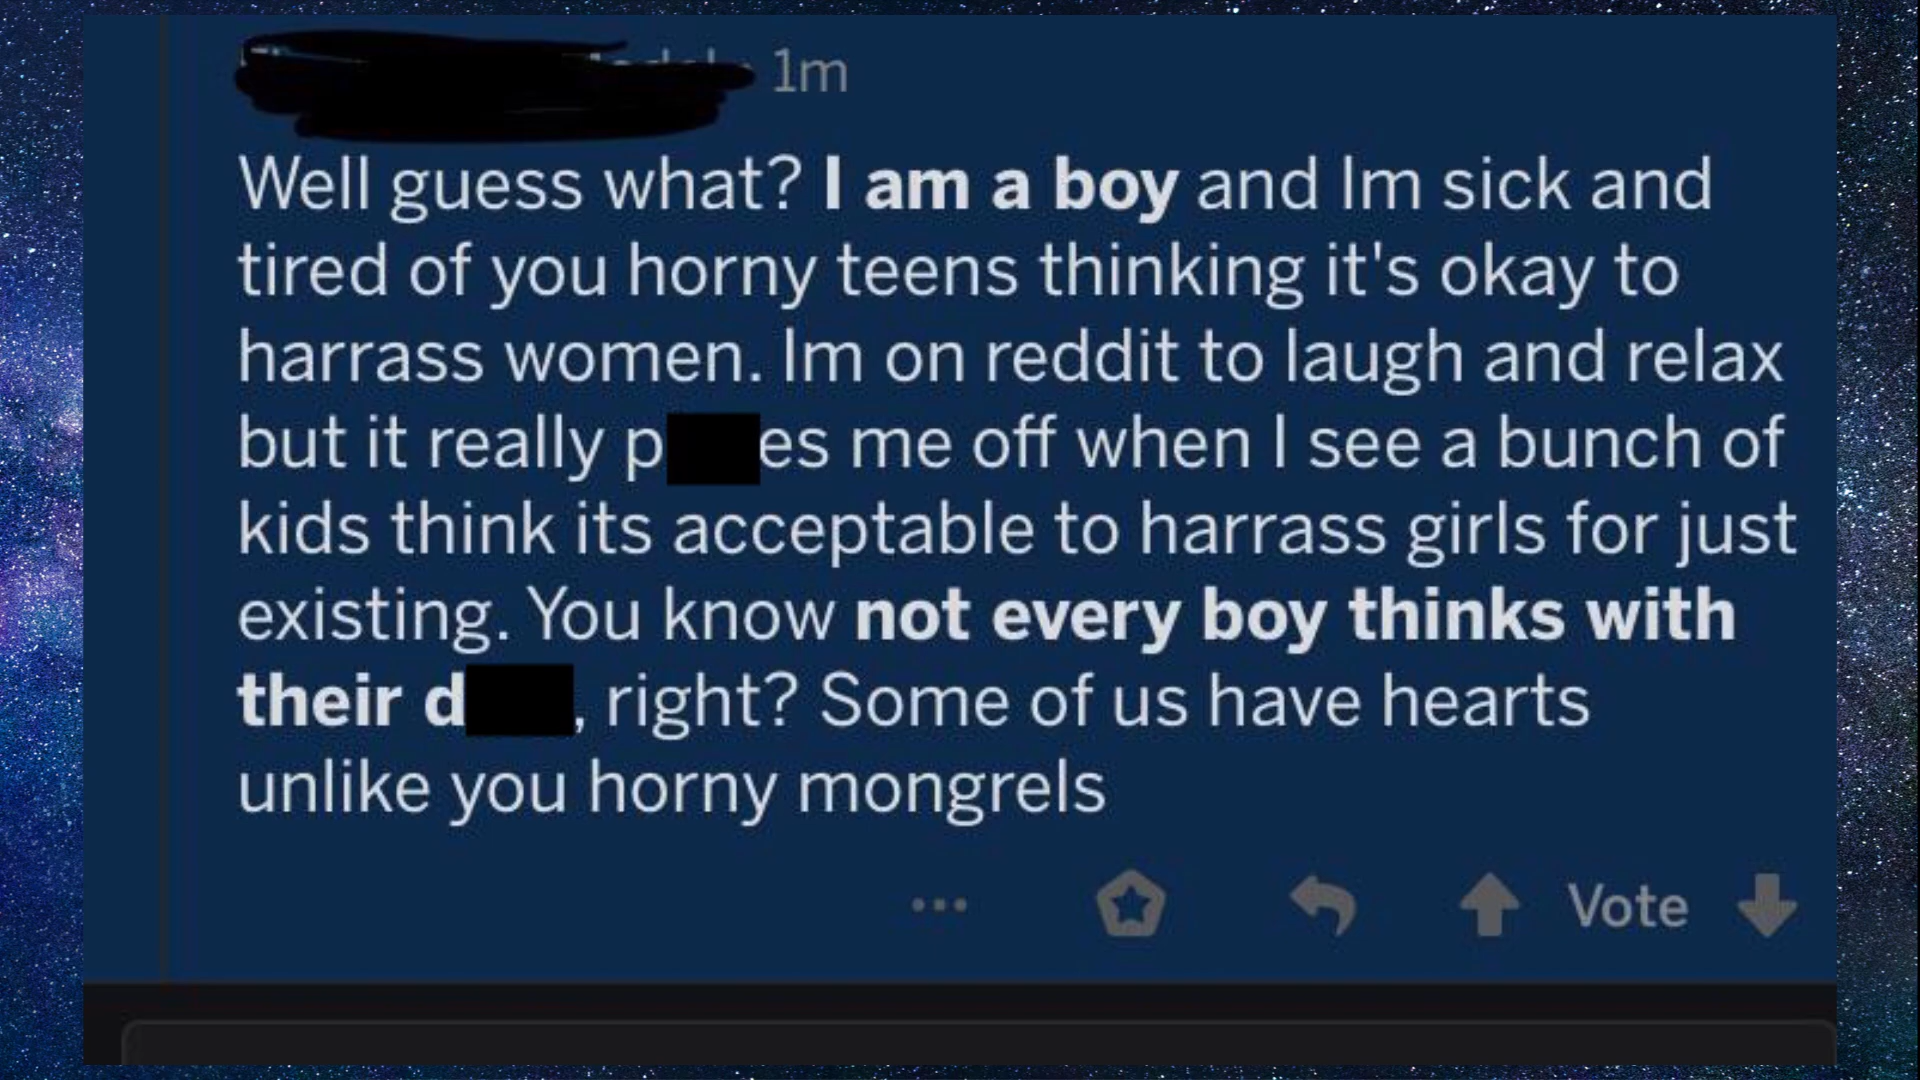 1m
Well guess what? I am a boy and Im sick and
tired of you horny teens thinking it's okay to
harrass women. Im on reddit to laugh and relax
but it really p es me off when I see a bunch of
kids think its acceptable to harrass girls for just
existing. You know not every boy thinks with
their d , right? Some of us have hearts
unlike you horny mongrels
Vote